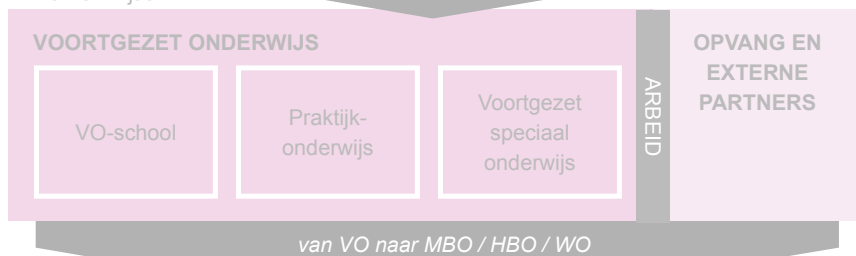 VOORTGEZET ONDERWIJS
VO-school
Praktijk-
onderwijs
Voortgezet
speciaal
onderwijs
ARBEID
OPVANG EN
EXTERNE
PARTNERS
van VO naar MBO / HBO / WO